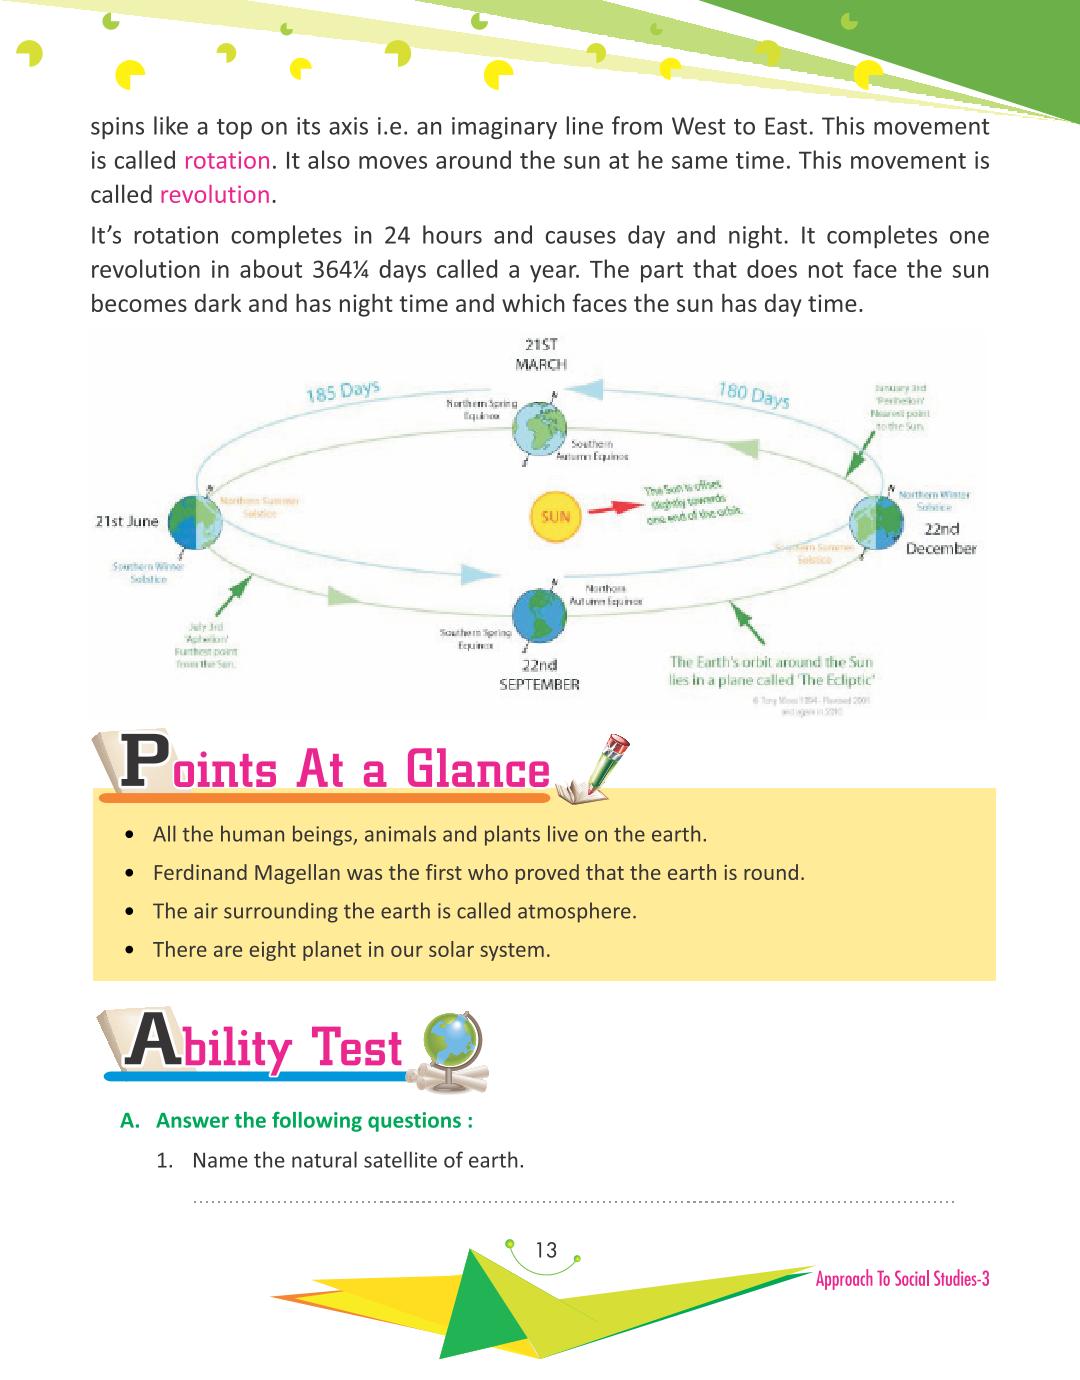 spins like a top on its axis i.e. an imaginary line from West to East. This movement
is called rotation. It also moves around the sun at he same time. This movement is
called revolution.
It's rotation completes in 24 hours and causes day and night. It completes one
revolution in about 364¼ days called a year. The part that does not face the sun
becomes dark and has night time and which faces the sun has day time.
21ST
MARCH
185 Days
180 Days
January 3rd
'Perihelion'
Nearest point
to the Sun.
Northern Spring
Equinox
N
Southern
Autumn Equinox
S
N
Northern Summer
Solstice
21st June
Southern Winter
Solstice
S
SUN
The Sun is offset
slightly towards
one end of the orbit.
N
Northern Winter
Solstice
22nd
December
Southern Summer
Solstice
S
July 3rd
'Aphelion'
Furthest point
from the Sun.
N
Northern
Autumn Equinox
Southern Spring
Equinox
S
22nd
SEPTEMBER
The Earth's orbit around the Sun
lies in a plane called 'The Ecliptic'
Points At a Glance
• All the human beings, animals and plants live on the earth.
• Ferdinand Magellan was the first who proved that the earth is round.
• The air surrounding the earth is called atmosphere.
• There are eight planet in our solar system.
Ability Test
A. Answer the following questions :
1. Name the natural satellite of earth.
13
Approach To Social Studies-3